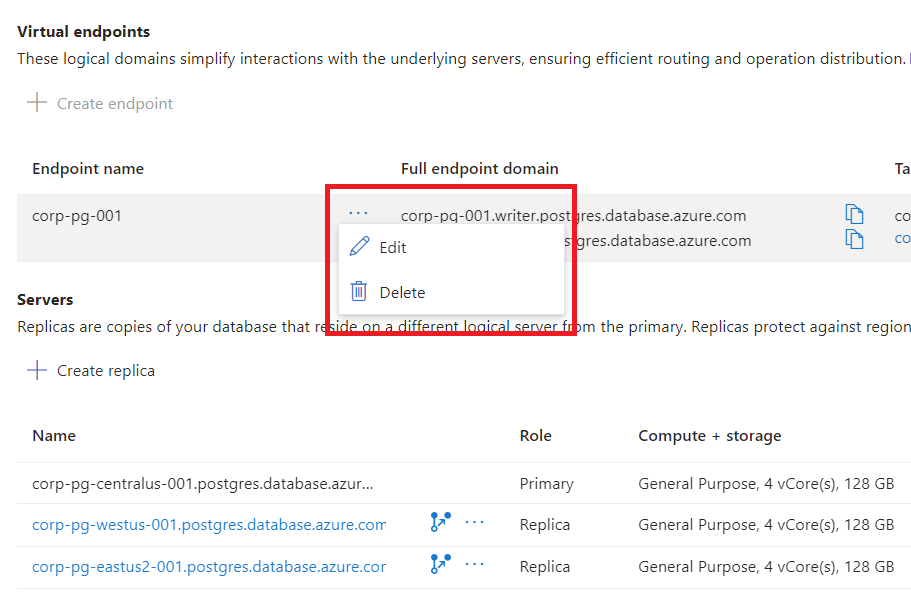 Virtual endpoints
These logical domains simplify interactions with the underlying servers, ensuring efficient routing and operation distribution.
Create endpoint
Endpoint name Full endpoint domain Ta
corp-pg-001 ... corp-pg-001.writer.postgres.database.azure.com co
stgres.database.azure.com co
Edit
Delete
Servers
Replicas are copies of your database that reside on a different logical server from the primary. Replicas protect against region
Create replica
Name Role Compute + storage
corp-pg-centralus-001.postgres.database.azur... Primary General Purpose, 4 vCore(s), 128 GB
corp-pg-westus-001.postgres.database.azure.com ... Replica General Purpose, 4 vCore(s), 128 GB
corp-pg-eastus2-001.postgres.database.azure.cor ... Replica General Purpose, 4 vCore(s), 128 GB